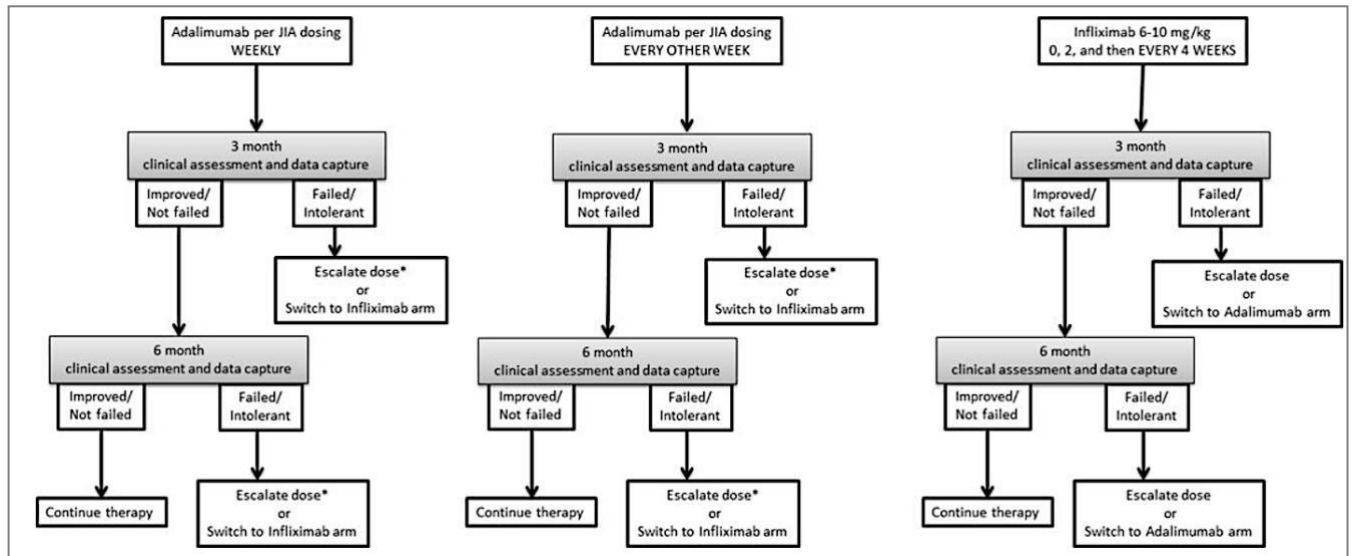 Adalimumab per JIA dosing
WEEKLY
3 month
clinical assessment and data capture
Improved/
Not failed
Failed/
Intolerant
Escalate dose*
or
Switch to Infliximab arm
6 month
clinical assessment and data capture
Improved/
Not failed
Failed/
Intolerant
Continue therapy
Escalate dose*
or
Switch to Infliximab arm
Adalimumab per JIA dosing
EVERY OTHER WEEK
3 month
clinical assessment and data capture
Improved/
Not failed
Failed/
Intolerant
Escalate dose*
or
Switch to Infliximab arm
6 month
clinical assessment and data capture
Improved/
Not failed
Failed/
Intolerant
Continue therapy
Escalate dose*
or
Switch to Infliximab arm
Infliximab 6-10 mg/kg
0, 2, and then EVERY 4 WEEKS
3 month
clinical assessment and data capture
Improved/
Not failed
Failed/
Intolerant
Escalate dose
or
Switch to Adalimumab arm
6 month
clinical assessment and data capture
Improved/
Not failed
Failed/
Intolerant
Continue therapy
Escalate dose
or
Switch to Adalimumab arm